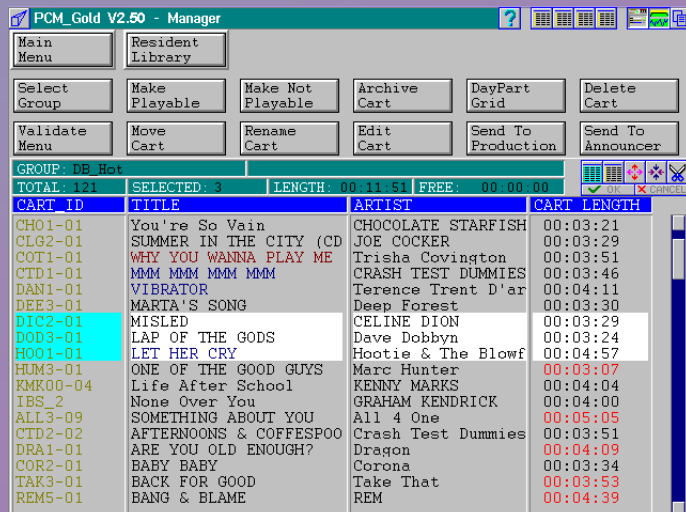 PCM_Gold V2.50 - Manager
?
Main Menu
Resident Library
Select Group
Make Playable
Make Not Playable
Archive Cart
DayPart Grid
Delete Cart
Validate Menu
Move Cart
Rename Cart
Edit Cart
Send To Production
Send To Announcer
GROUP: DB_Hot
TOTAL: 121 SELECTED: 3 LENGTH: 00:11:51 FREE: 00:00:00
OK CANCEL
CART_ID TITLE ARTIST CART LENGTH
CHO1-01 You're So Vain CHOCOLATE STARFISH 00:03:21
CLG2-01 SUMMER IN THE CITY (CD JOE COCKER 00:03:29
COT1-01 WHY YOU WANNA PLAY ME Trisha Covington 00:03:51
CTD1-01 MMM MMM MMM MMM CRASH TEST DUMMIES 00:03:46
DAN1-01 VIBRATOR Terence Trent D'ar 00:04:11
DEE3-01 MARTA'S SONG Deep Forest 00:03:30
DIC2-01 MISLED CELINE DION 00:03:29
DOD3-01 LAP OF THE GODS Dave Dobbyn 00:03:24
HOO1-01 LET HER CRY Hootie & The Blowf 00:04:57
HUM3-01 ONE OF THE GOOD GUYS Marc Hunter 00:03:07
KMK00-04 Life After School KENNY MARKS 00:04:04
IBS_2 None Over You GRAHAM KENDRICK 00:04:00
ALL3-09 SOMETHING ABOUT YOU All 4 One 00:05:05
CTD2-02 AFTERNOONS & COFFESPOO Crash Test Dummies 00:03:51
DRA1-01 ARE YOU OLD ENOUGH? Dragon 00:04:09
COR2-01 BABY BABY Corona 00:03:34
TAK3-01 BACK FOR GOOD Take That 00:03:53
REM5-01 BANG & BLAME REM 00:04:39